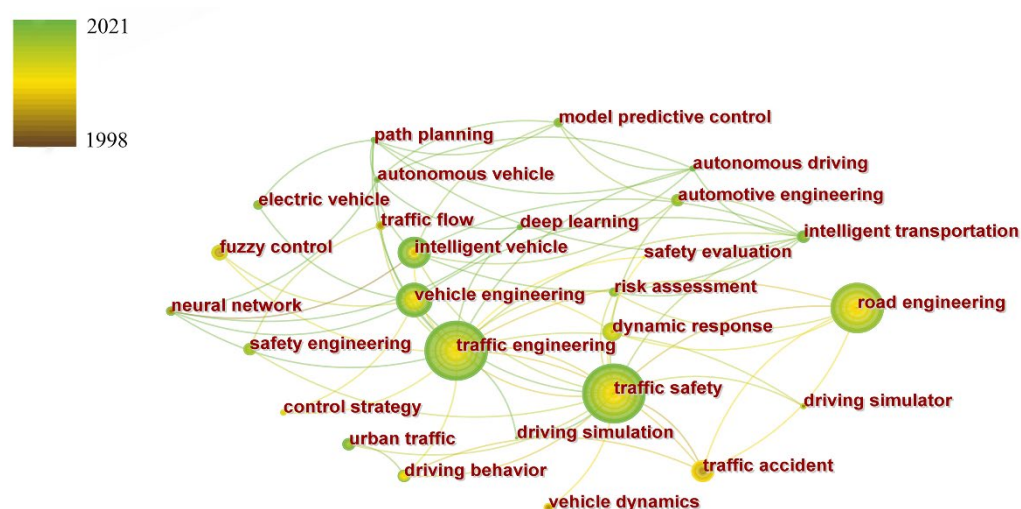 2021
1998
model predictive control
path planning
autonomous driving
autonomous vehicle
automotive engineering
electric vehicle
traffic flow
deep learning
intelligent transportation
fuzzy control
intelligent vehicle
safety evaluation
risk assessment
vehicle engineering
neural network
road engineering
dynamic response
safety engineering
traffic engineering
traffic safety
control strategy
driving simulator
urban traffic
driving simulation
driving behavior
traffic accident
vehicle dynamics